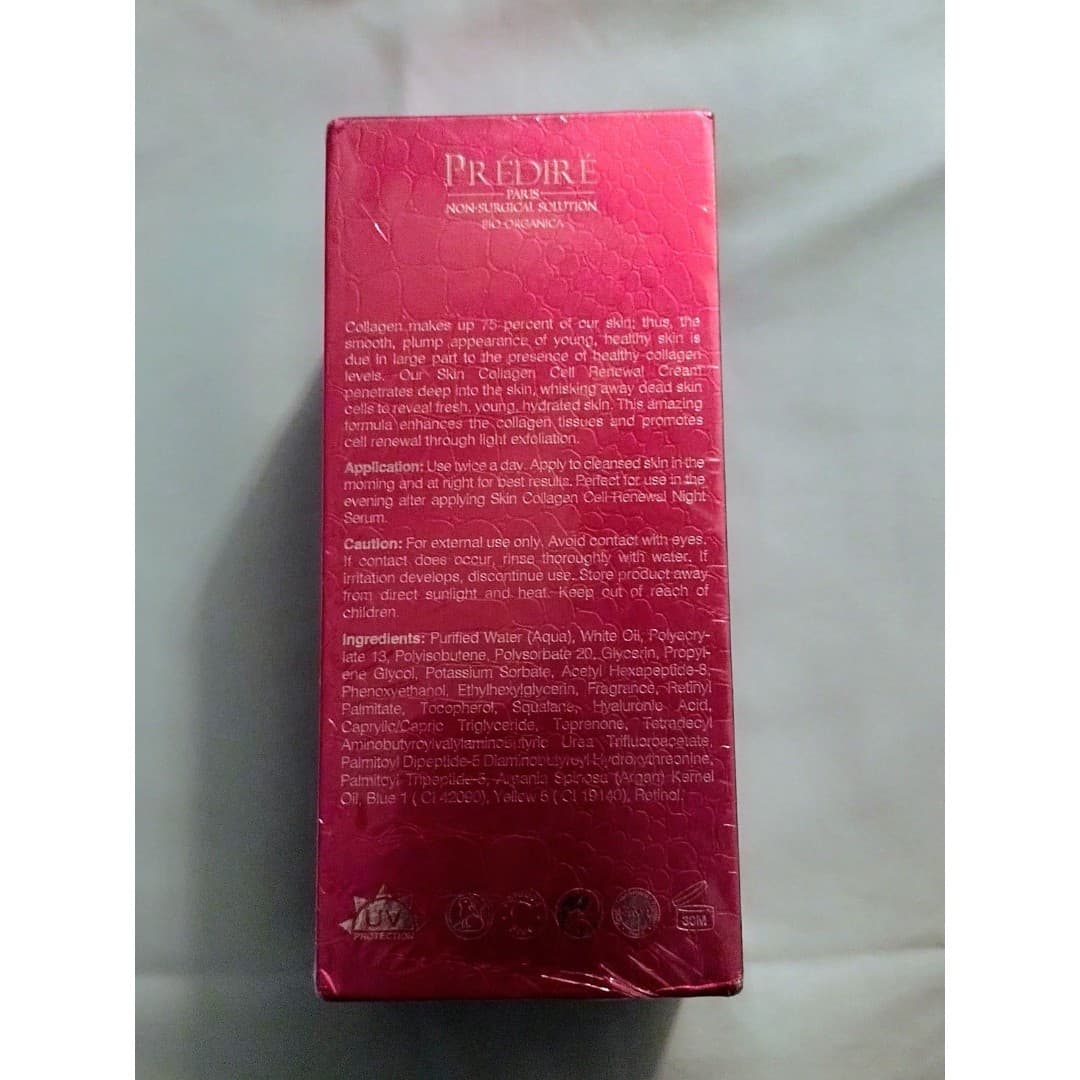 PRÉDIRÉ
PARIS
NON-SURGICAL SOLUTION
BIO-ORGANICA
Collagen makes up 75 percent of our skin; thus, the
smooth, plump appearance of young, healthy skin is
due in large part to the presence of healthy collagen
levels. Our Skin Collagen Cell Renewal Cream
penetrates deep into the skin, whisking away dead skin
cells to reveal fresh, young, hydrated skin. This amazing
formula enhances the collagen tissues and promotes
cell renewal through light exfoliation.
Application: Use twice a day. Apply to cleansed skin in the
morning and at night for best results. Perfect for use in the
evening after applying Skin Collagen Cell Renewal Night
Serum.
Caution: For external use only. Avoid contact with eyes.
If contact does occur, rinse thoroughly with water. If
irritation develops, discontinue use. Store product away
from direct sunlight and heat. Keep out of reach of
children.
Ingredients: Purified Water (Aqua), White Oil, Polyacry-
late 13, Polyisobutene, Polysorbate 20, Glycerin, Propyl-
ene Glycol, Potassium Sorbate, Acetyl Hexapeptide-8,
Phenoxyethanol, Ethylhexylglycerin, Fragrance, Retinyl
Palmitate, Tocopherol, Squalane, Hyaluronic Acid,
Caprylic/Capric Triglyceride, Teprenone, Tetradecyl
Aminobutyroylvalylaminobutyric Urea Trifluoroacetate,
Palmitoyl Dipeptide-5 Diaminobutyroyl Hydroxythreonine,
Palmitoyl Tripeptide-5, Argania Spinosa (Argan) Kernel
Oil, Blue 1 ( CI 42090), Yellow 5 ( CI 19140), Retinol.
UV
PROTECTION
30M